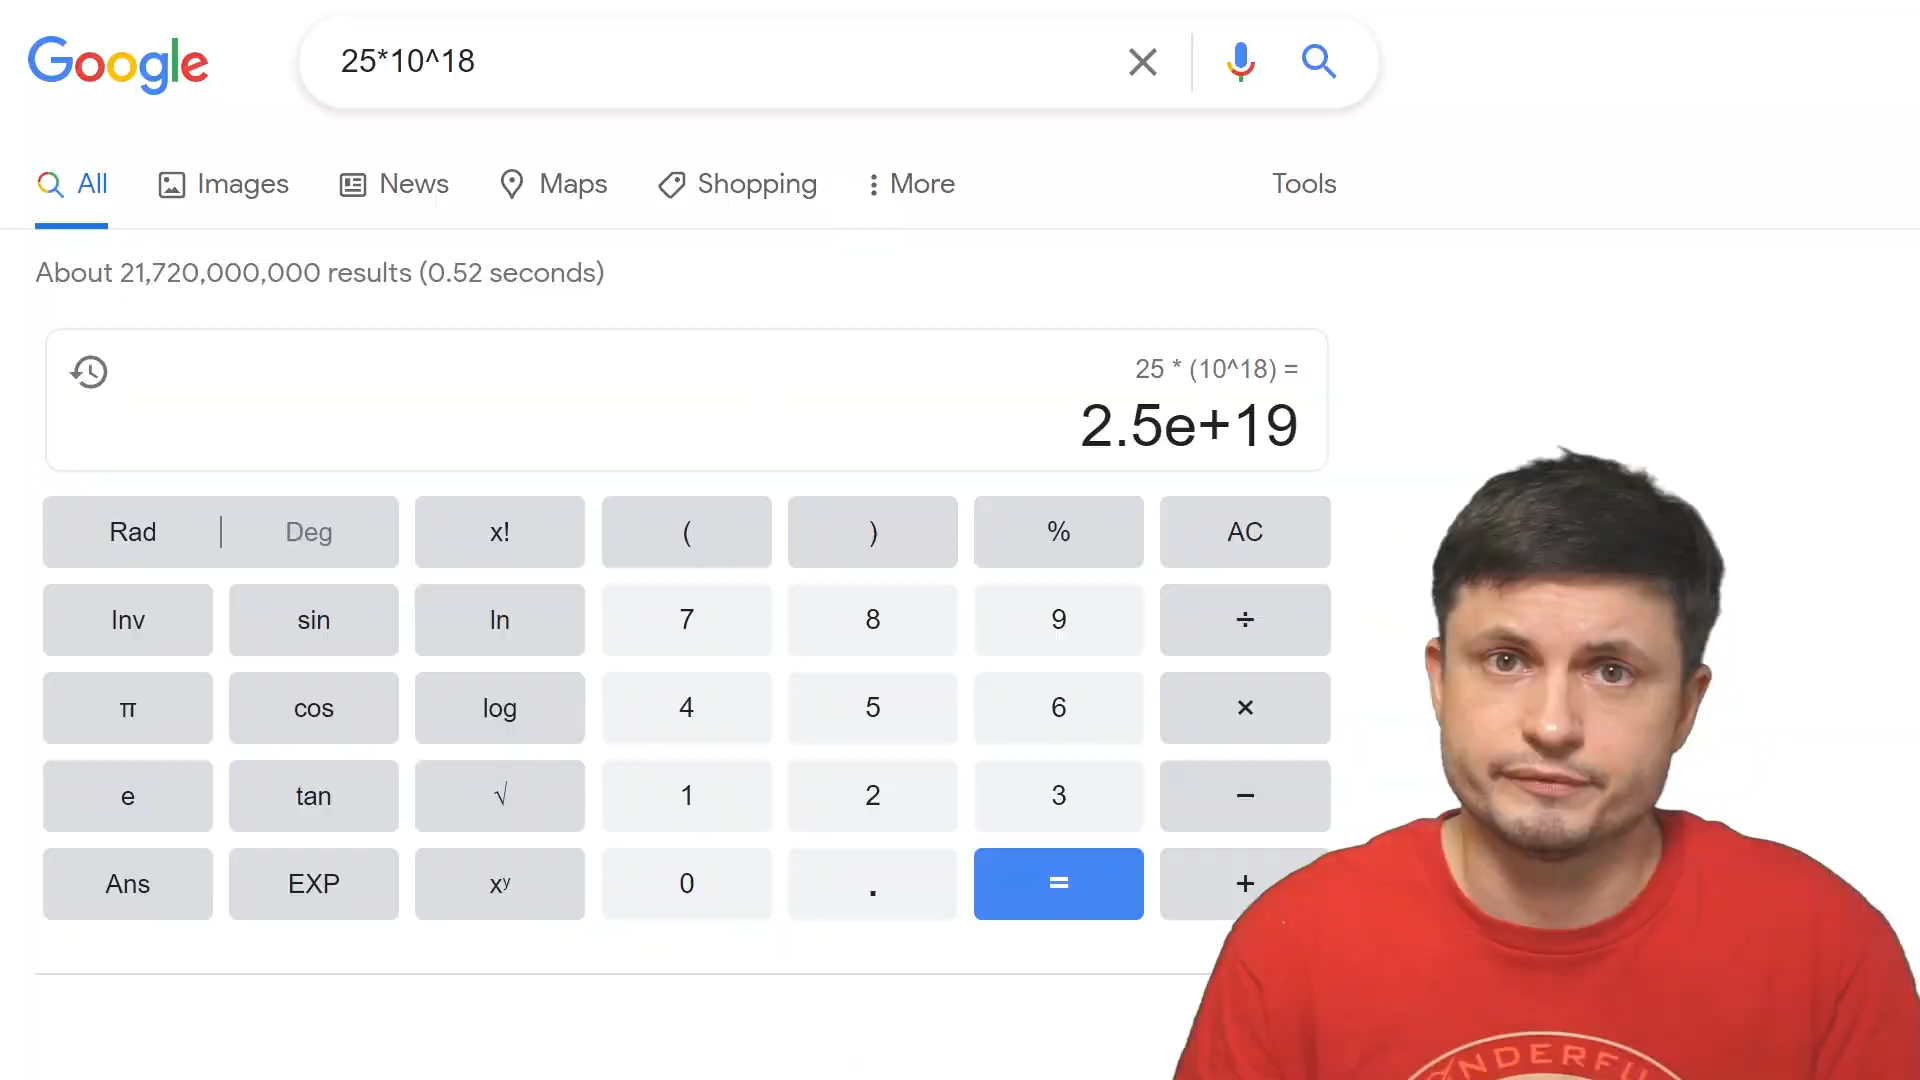 Google
25*10^18
All
Images
News
Maps
Shopping
More
Tools
About 21,720,000,000 results (0.52 seconds)
25 * (10^18) =
2.5e+19
Rad | Deg
x!
(
)
%
AC
Inv
sin
ln
7
8
9
÷
π
cos
log
4
5
6
×
e
tan
√
1
2
3
−
Ans
EXP
xʸ
0
.
=
+